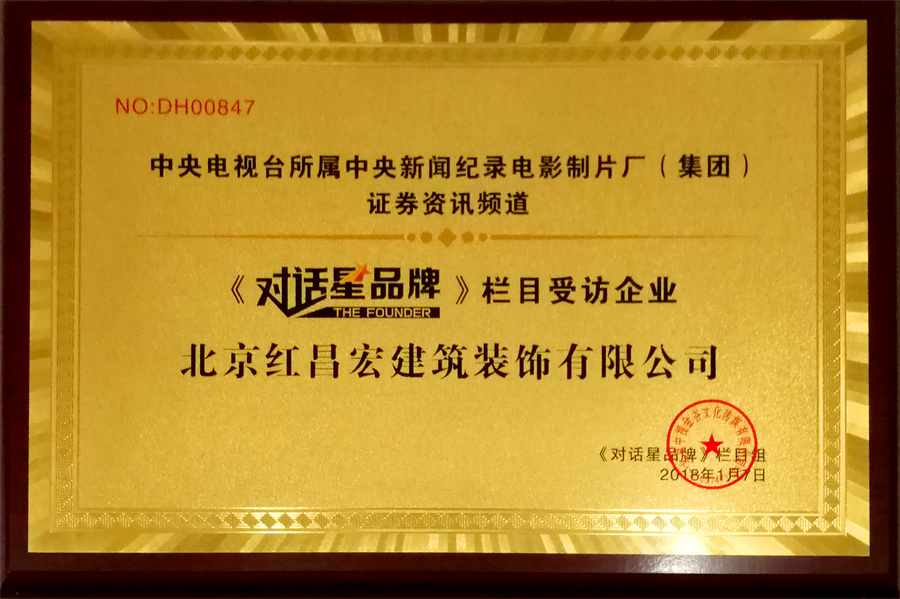 NO:DH00847
中央电视台所属中央新闻纪录电影制片厂（集团）
证券资讯频道
《对话星品牌》栏目受访企业
THE FOUNDER
北京红昌宏建筑装饰有限公司
《对话星品牌》栏目组
2018年1月7日